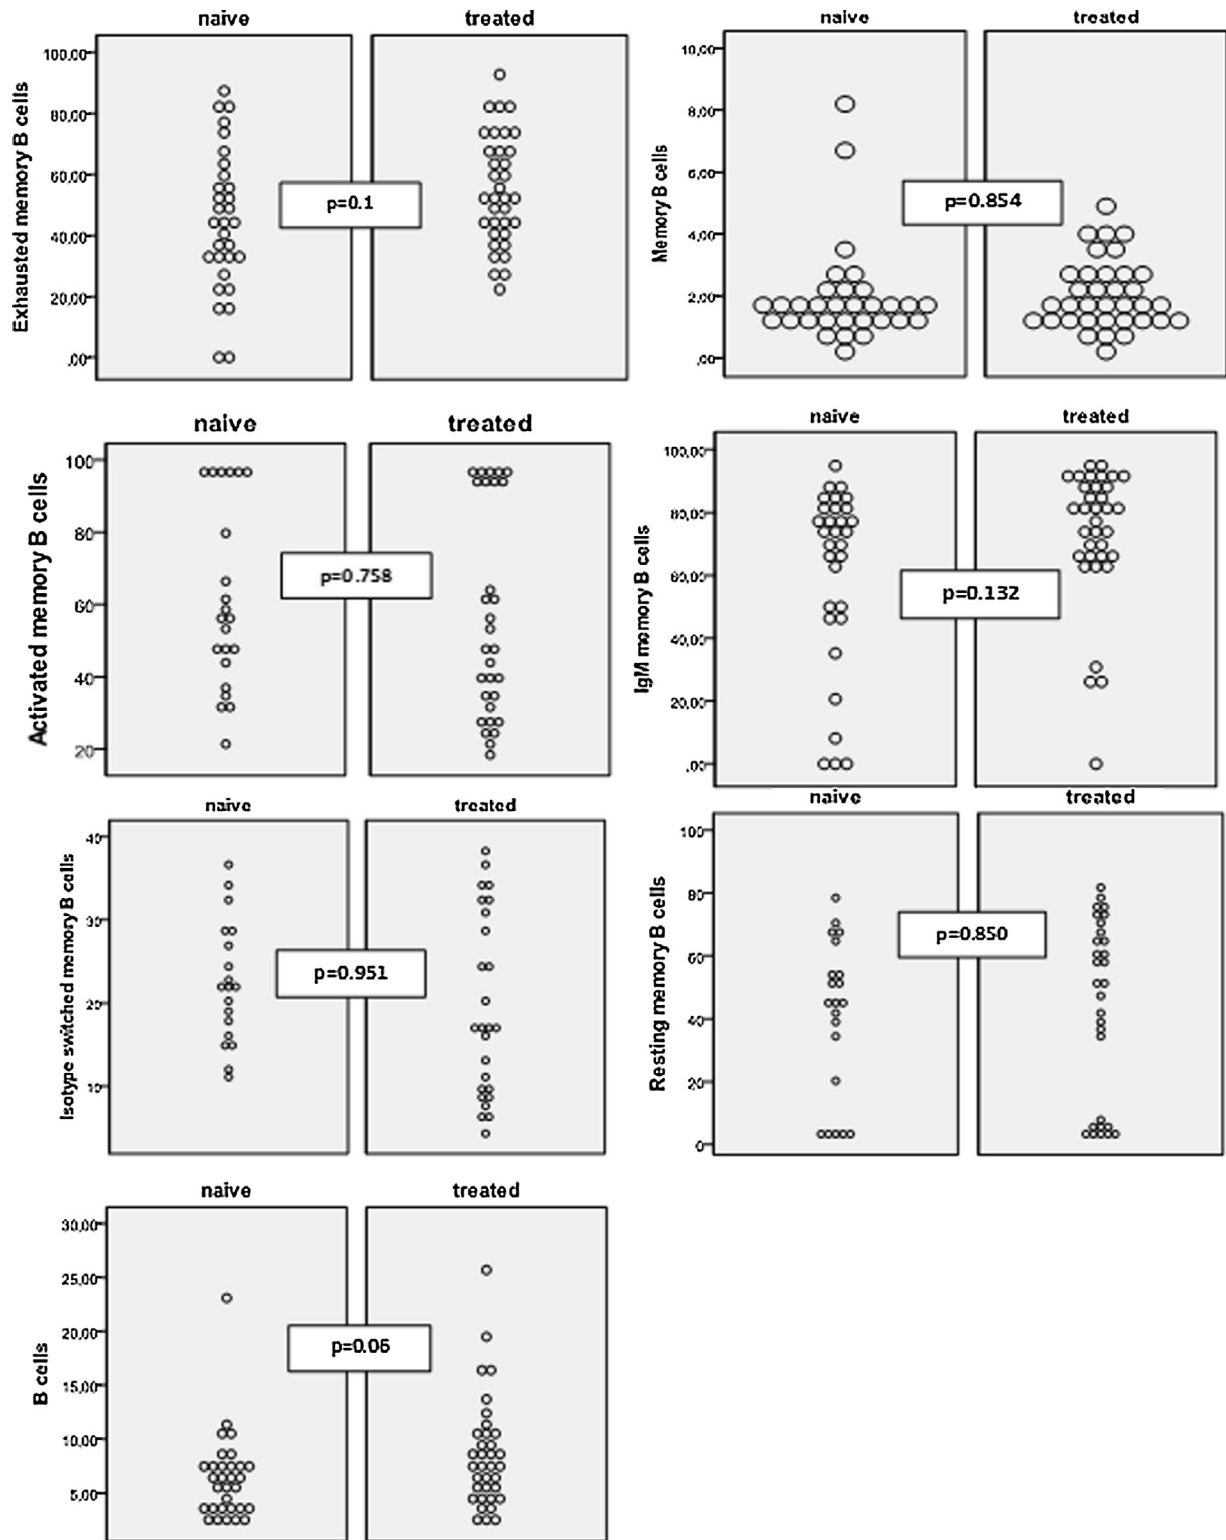 naive treated
Exhausted memory B cells
100,00
80,00
60,00
40,00
20,00
,00
p=0.1
naive treated
Memory B cells
10,00
8,00
6,00
4,00
2,00
,00
p=0.854
naive treated
Activated memory B cells
100
80
60
40
20
p=0.758
naive treated
IgM memory B cells
100,00
80,00
60,00
40,00
20,00
,00
p=0.132
naive treated
Isotype switched memory B cells
40
30
20
10
p=0.951
naive treated
Resting memory B cells
100
80
60
40
20
0
p=0.850
naive treated
B cells
30,00
25,00
20,00
15,00
10,00
5,00
p=0.06